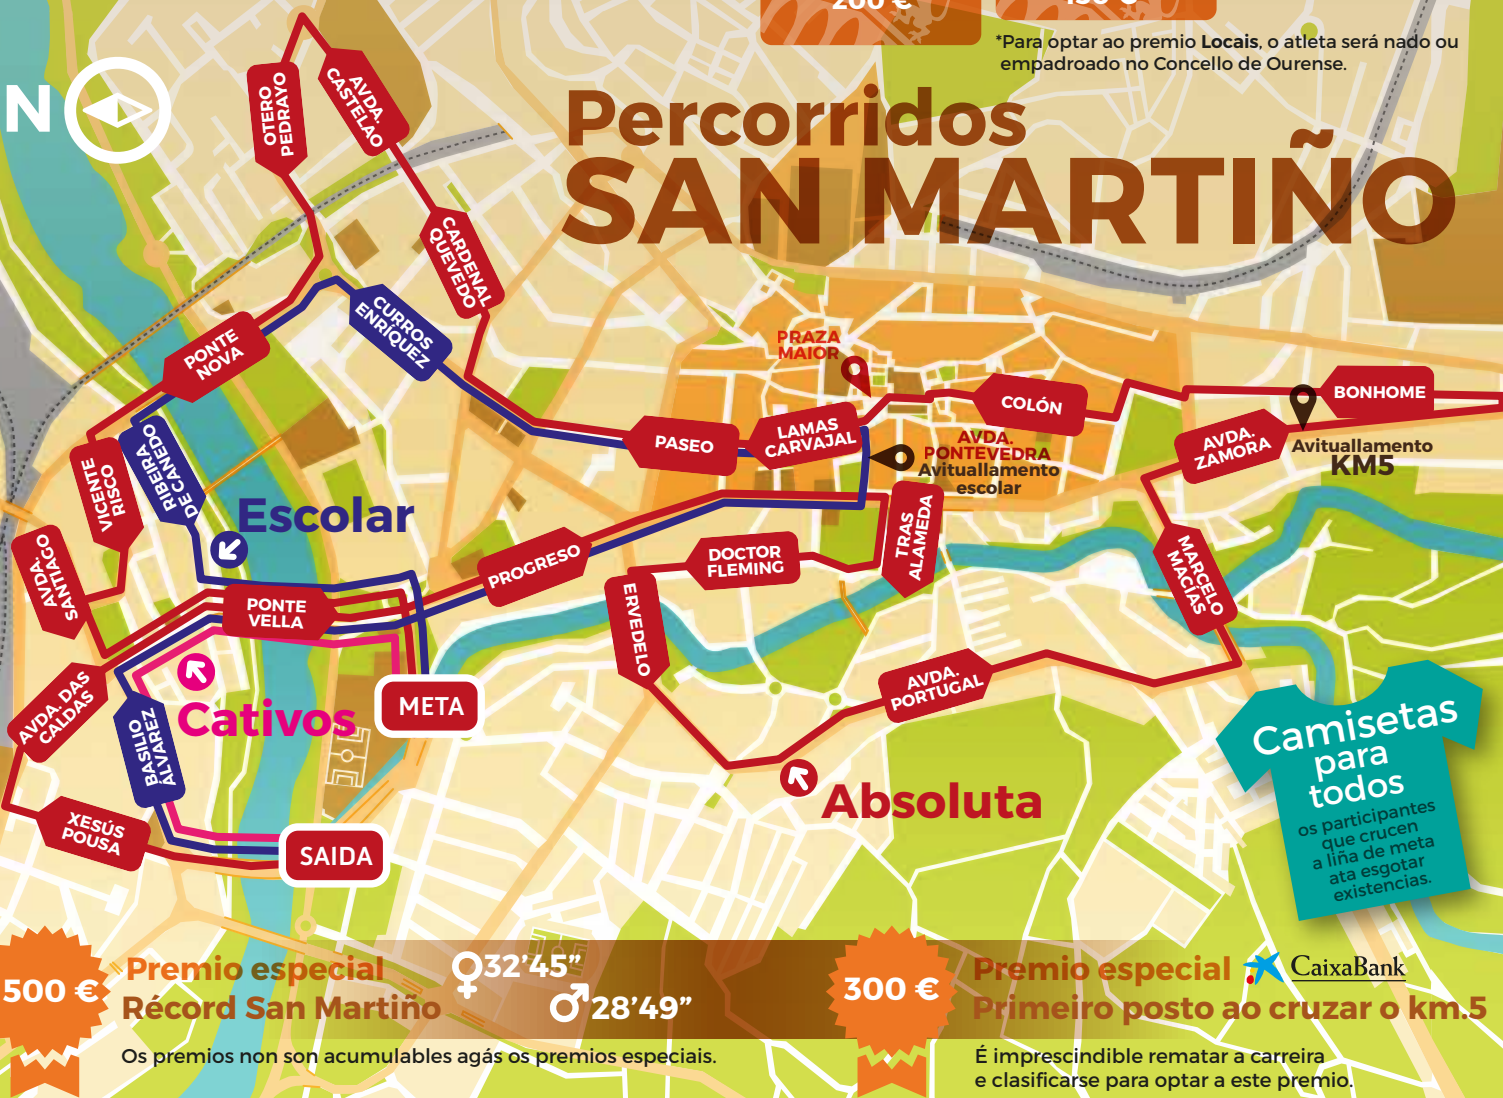 200 €
150 €
*Para optar ao premio Locais, o atleta será nado ou
empadroado no Concello de Ourense.
N
Percorridos
SAN MARTIÑO
OTERO
PEDRAYO
AVDA.
CASTELAO
CARDENAL
QUEVEDO
PONTE
NOVA
CURROS
ENRÍQUEZ
PRAZA
MAIOR
COLÓN
BONHOME
PASEO
LAMAS
CARVAJAL
AVDA.
PONTEVEDRA
Avituallamento
escolar
AVDA.
ZAMORA
Avituallamento
KM5
VICENTE
RISCO
RIBEIRA
DE CANEDO
Escolar
AVDA.
SANTIAGO
PROGRESO
DOCTOR
FLEMING
TRAS
ALAMEDA
MARCELO
MACÍAS
PONTE
VELLA
ERVEDELO
AVDA. DAS
CALDAS
Cativos
META
AVDA.
PORTUGAL
BASILIO
ÁLVAREZ
Absoluta
XESÚS
POUSA
SAIDA
Camisetas
para
todos
os participantes
que crucen
a liña de meta
ata esgotar
existencias.
500 €
Premio especial
Récord San Martiño
♀32’45”
♂28’49”
Os premios non son acumulables agás os premios especiais.
300 €
Premio especial CaixaBank
Primeiro posto ao cruzar o km.5
É imprescindible rematar a carreira
e clasificarse para optar a este premio.